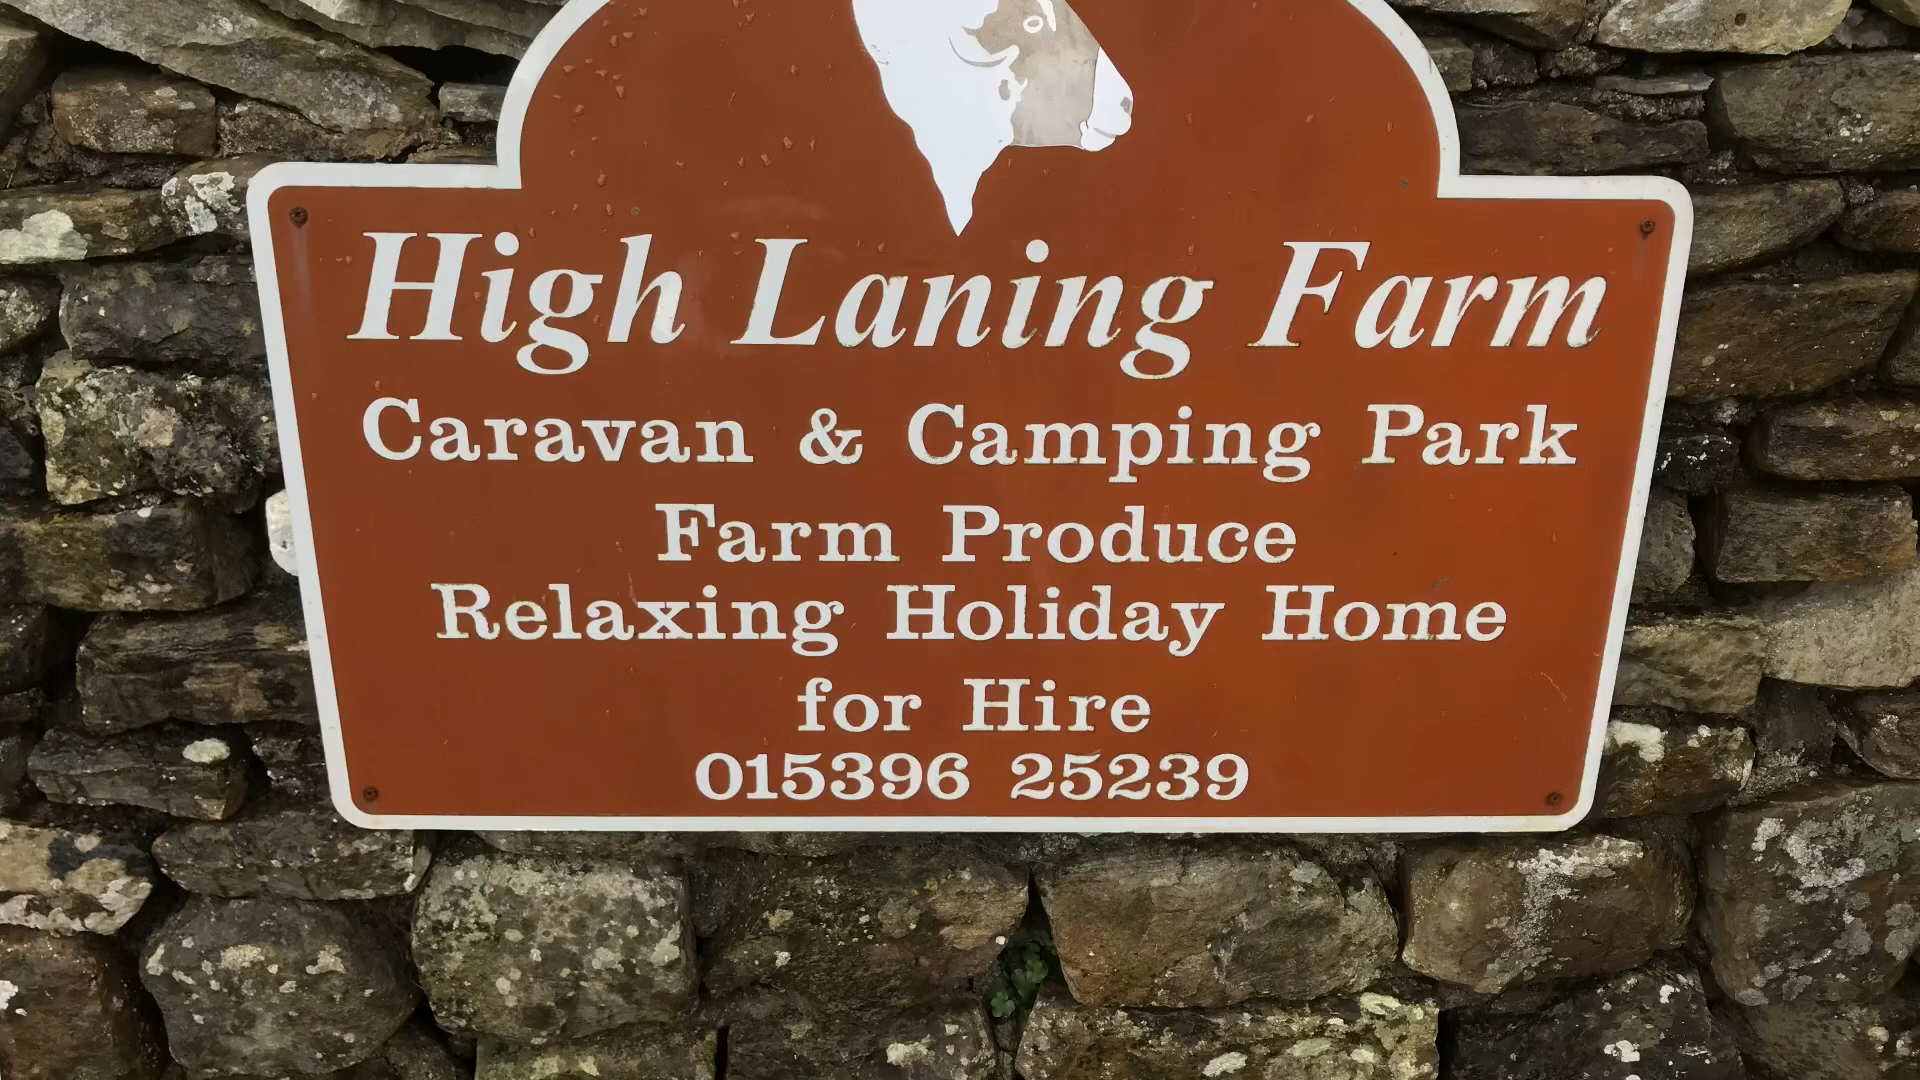 High Laning Farm
Caravan & Camping Park
Farm Produce
Relaxing Holiday Home
for Hire
015396 25239